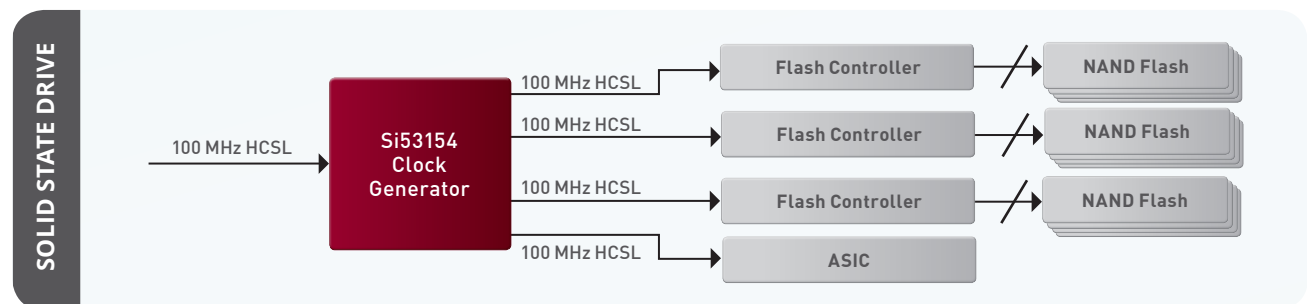 SOLID STATE DRIVE
100 MHz HCSL
Si53154
Clock
Generator
100 MHz HCSL
Flash Controller
NAND Flash
100 MHz HCSL
Flash Controller
NAND Flash
100 MHz HCSL
Flash Controller
NAND Flash
100 MHz HCSL
ASIC